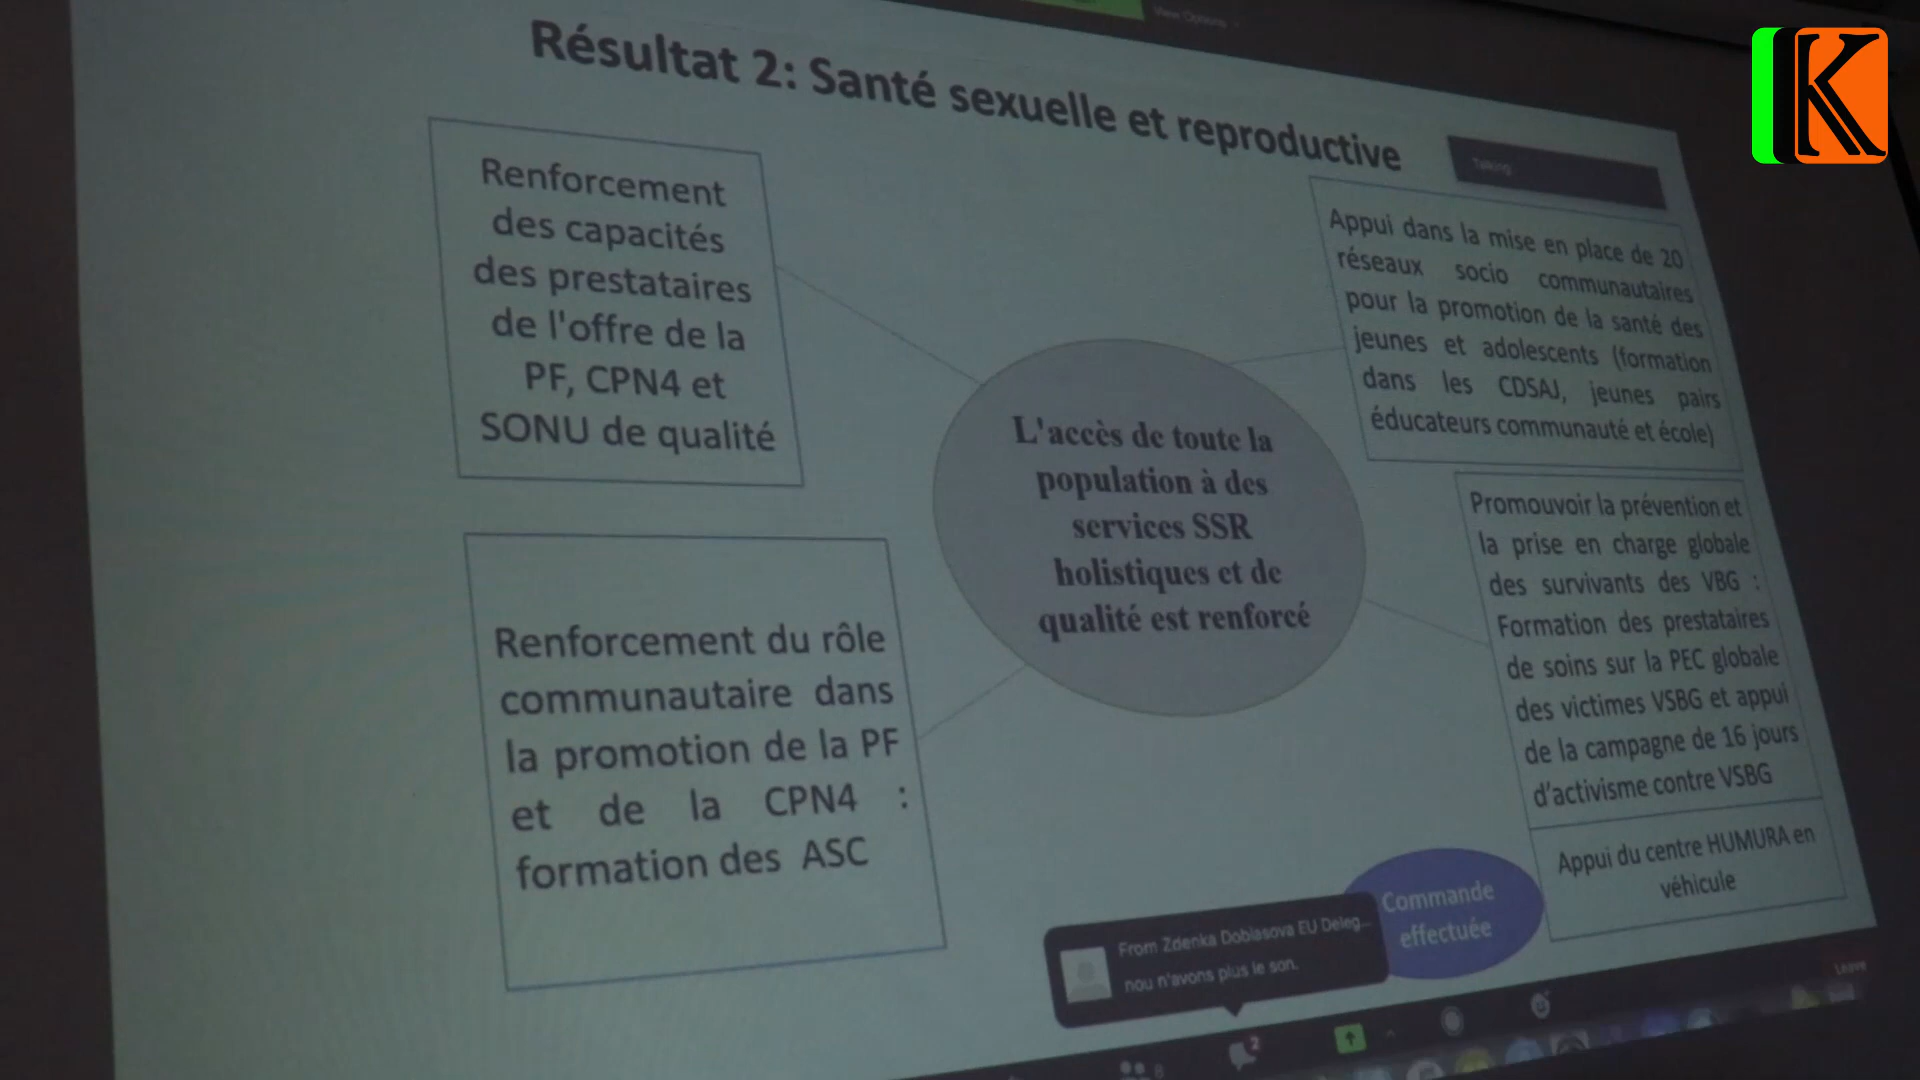 View Options
Résultat 2: Santé sexuelle et reproductive
K
Talking:
Renforcement
des capacités
des prestataires
de l'offre de la
PF, CPN4 et
SONU de qualité
Appui dans la mise en place de 20
réseaux socio communautaires
pour la promotion de la santé des
jeunes et adolescents (formation
dans les CDSAJ, jeunes pairs
éducateurs communauté et école)
L'accès de toute la
population à des
services SSR
holistiques et de
qualité est renforcé
Promouvoir la prévention et
la prise en charge globale
des survivants des VBG :
Formation des prestataires
de soins sur la PEC globale
des victimes VSBG et appui
de la campagne de 16 jours
d'activisme contre VSBG
Renforcement du rôle
communautaire dans
la promotion de la PF
et de la CPN4 :
formation des ASC
Appui du centre HUMURA en
véhicule
Commande
effectuée
From Zdenka Dobiasova EU Deleg...
nou n'avons plus le son.
Leave
2
8